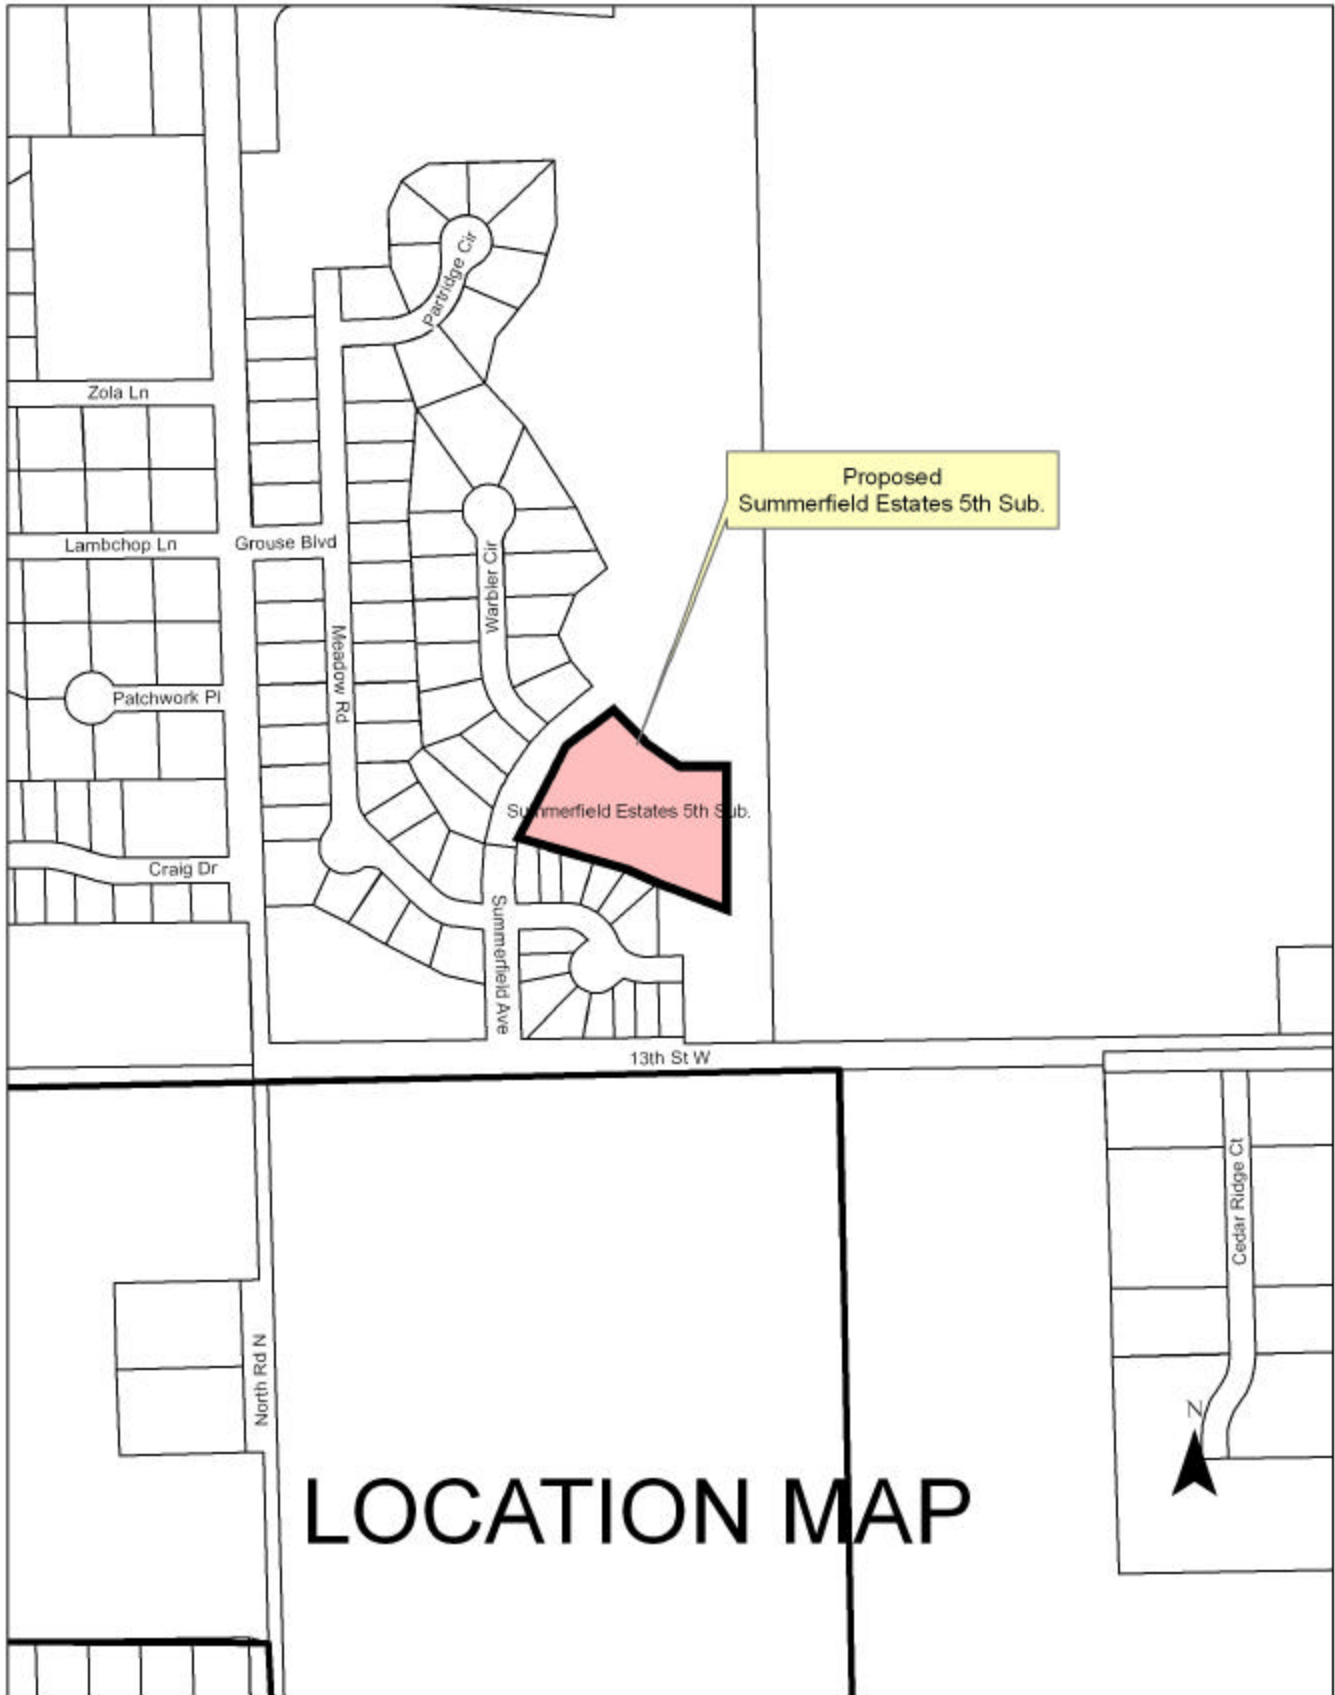 Partridge Cir
Zola Ln
Proposed
Summerfield Estates 5th Sub.
Lambchop Ln
Grouse Blvd
Warbler Cir
Meadow Rd
Patchwork Pl
Summerfield Estates 5th Sub.
Craig Dr
Summerfield Ave
13th St W
Cedar Ridge Ct
North Rd N
N
LOCATION MAP